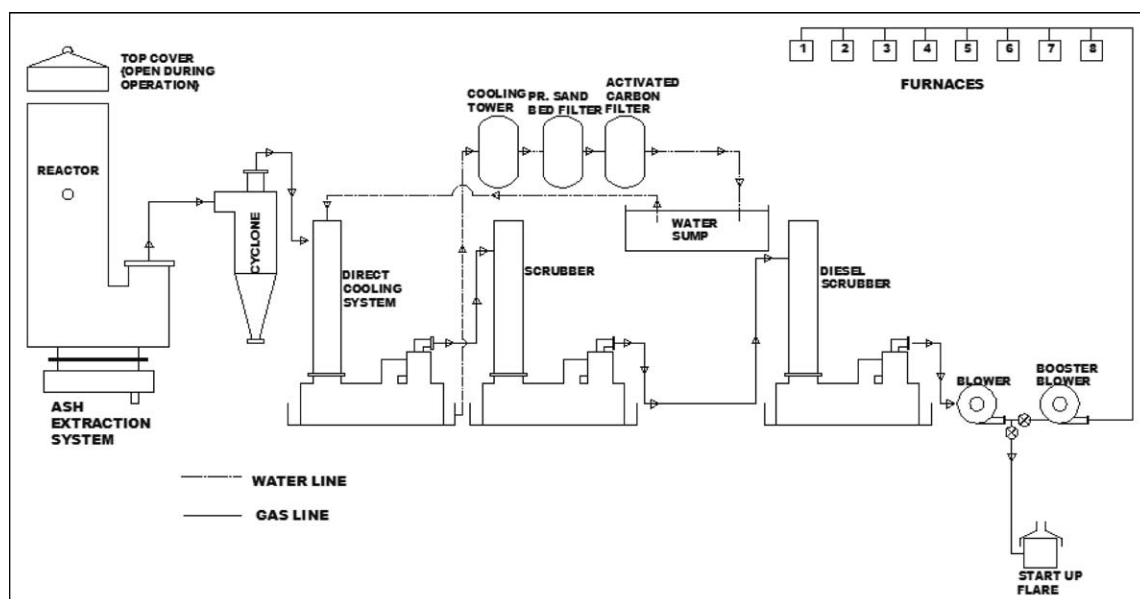 TOP COVER
{OPEN DURING
OPERATION}
REACTOR
ASH
EXTRACTION
SYSTEM
CYCLONE
DIRECT
COOLING
SYSTEM
COOLING
TOWER
PR. SAND
BED FILTER
ACTIVATED
CARBON
FILTER
WATER
SUMP
SCRUBBER
DIESEL
SCRUBBER
1 2 3 4 5 6 7 8
FURNACES
BLOWER
BOOSTER
BLOWER
START UP
FLARE
WATER LINE
GAS LINE